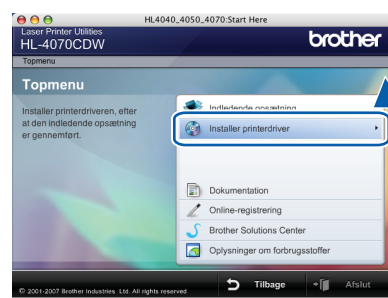 HL4040_4050_4070:Start Here
Laser Printer Utilities
HL-4070CDW
brother
Topmenu
Topmenu
Installer printerdriveren, efter
at den indledende opsætning
er gennemført.
Indledende opsætning
Installer printerdriver
Dokumentation
Online-registrering
Brother Solutions Center
Oplysninger om forbrugsstoffer
© 2001-2007 Brother Industries Ltd. All rights reserved
Tilbage
Afslut